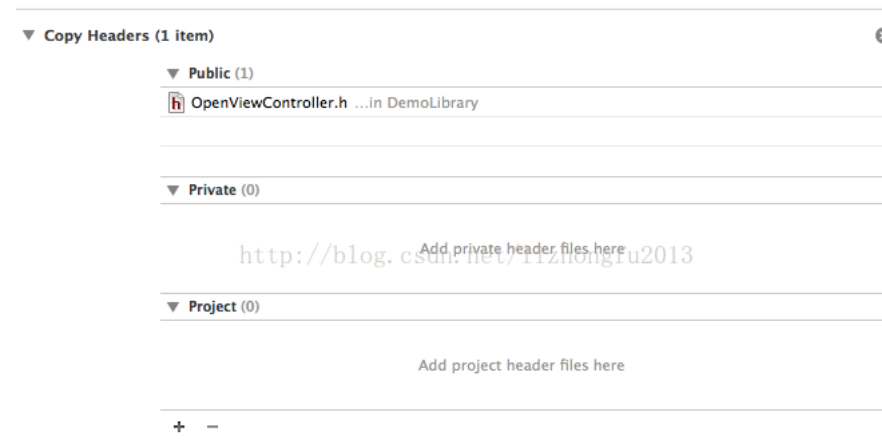 Copy Headers (1 item)
Public (1)
h OpenViewController.h ...in DemoLibrary
Private (0)
Add private header files here
http://blog.csdn.net/lizhongfu2013
Project (0)
Add project header files here
+ −